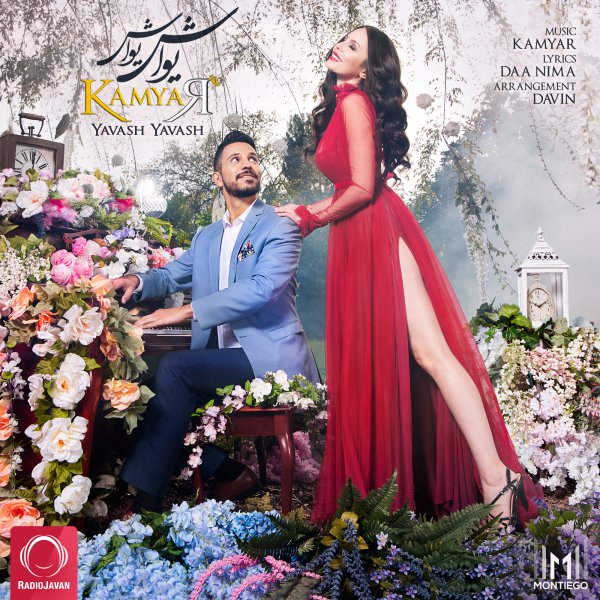 یواش یواش
KAMYAR
YAVASH YAVASH
MUSIC
KAMYAR
LYRICS
DAA NIMA
ARRANGEMENT
DAVIN
RADIOJAVAN
MONTIEGO